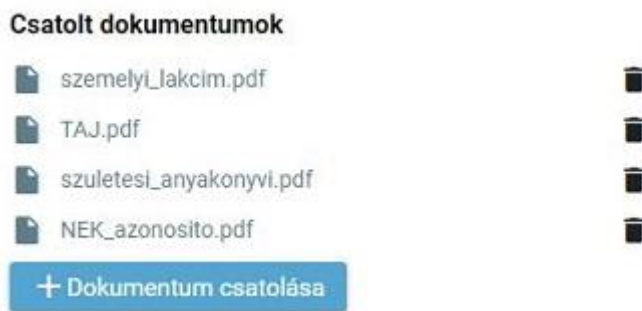 Csatolt dokumentumok
szemelyi_lakcim.pdf
TAJ.pdf
szuletesi_anyakonyvi.pdf
NEK_azonosito.pdf
+ Dokumentum csatolása